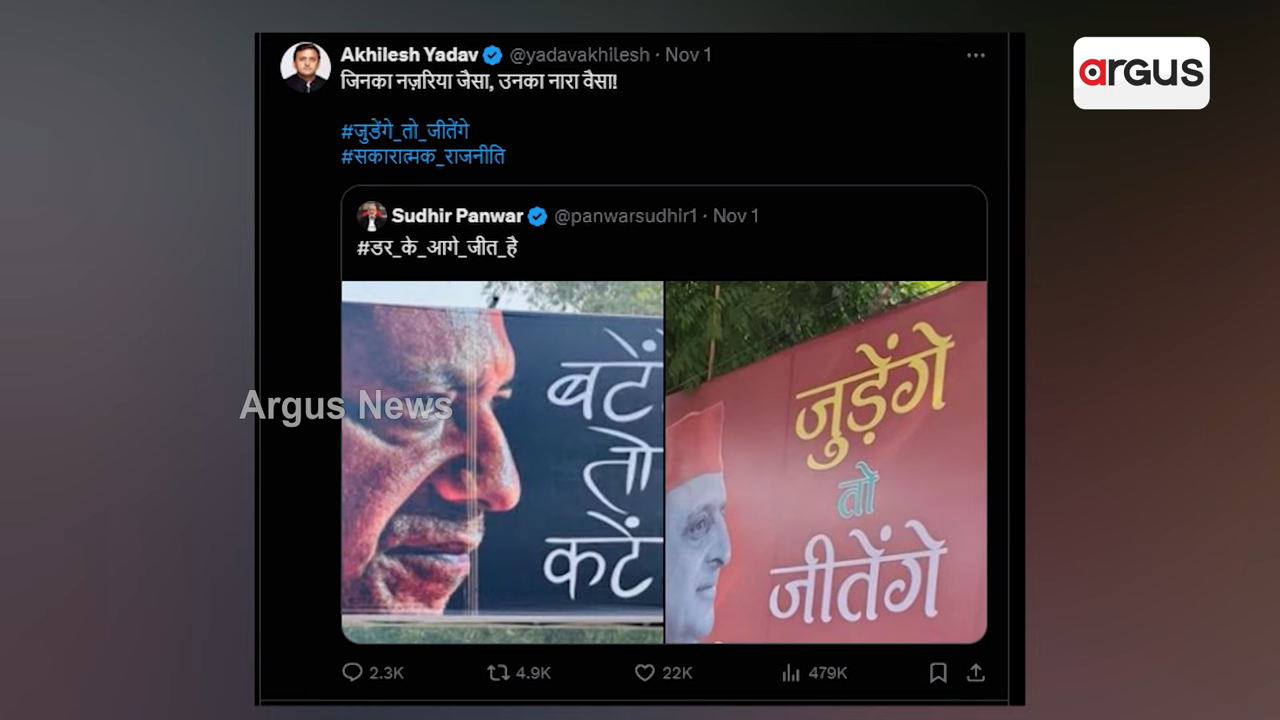 Akhilesh Yadav @yadavakhilesh · Nov 1
जिनका नज़रिया जैसा, उनका नारा वैसा!
#जुडेंगे_तो_जीतेंगे
#सकारात्मक_राजनीति
Sudhir Panwar @panwarsudhir1 · Nov 1
#डर_के_आगे_जीत_है
बटें
तो
कटें
जुड़ेंगे
तो
जीतेंगे
2.3K 4.9K 22K 479K
Argus News
argus